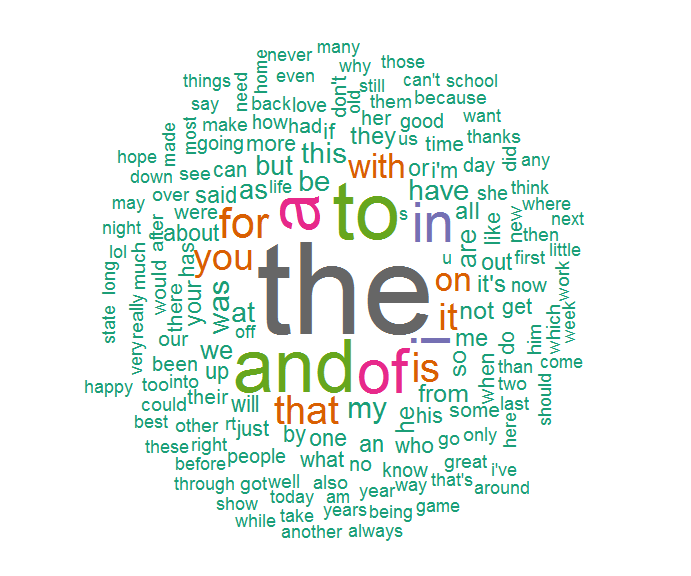 never many
home
even why those
things need don't still can't school
old
say back love them because
most made make how had if her good want
going more this they us time thanks
hope but with or i'm day did any
down see can be
may over said as life a to have she think
were for in all like new where
night after about s next
lol you the are then
would has u out first little
long much your was on it's now work
state really there at off it not get which week
our we i me do him
very been up and of is so when than come
happy too into that my from two should
could their will he his some last
best other rt just by one an who go only here
these right
before people what no know great i've
through got well also way that's around
show today am year
while take years being game
another always